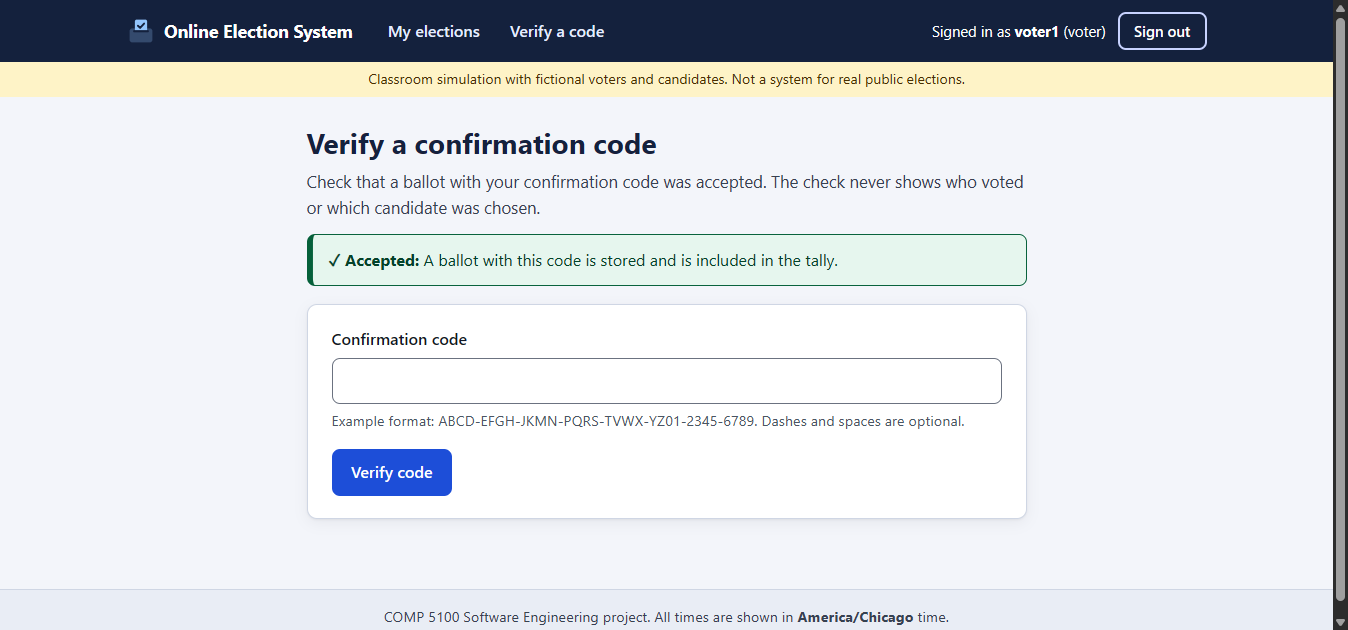 Online Election System My elections Verify a code Signed in as voter1 (voter) Sign out
Classroom simulation with fictional voters and candidates. Not a system for real public elections.
Verify a confirmation code
Check that a ballot with your confirmation code was accepted. The check never shows who voted
or which candidate was chosen.
✓ Accepted: A ballot with this code is stored and is included in the tally.
Confirmation code
Example format: ABCD-EFGH-JKMN-PQRS-TVWX-YZ01-2345-6789. Dashes and spaces are optional.
Verify code
COMP 5100 Software Engineering project. All times are shown in America/Chicago time.